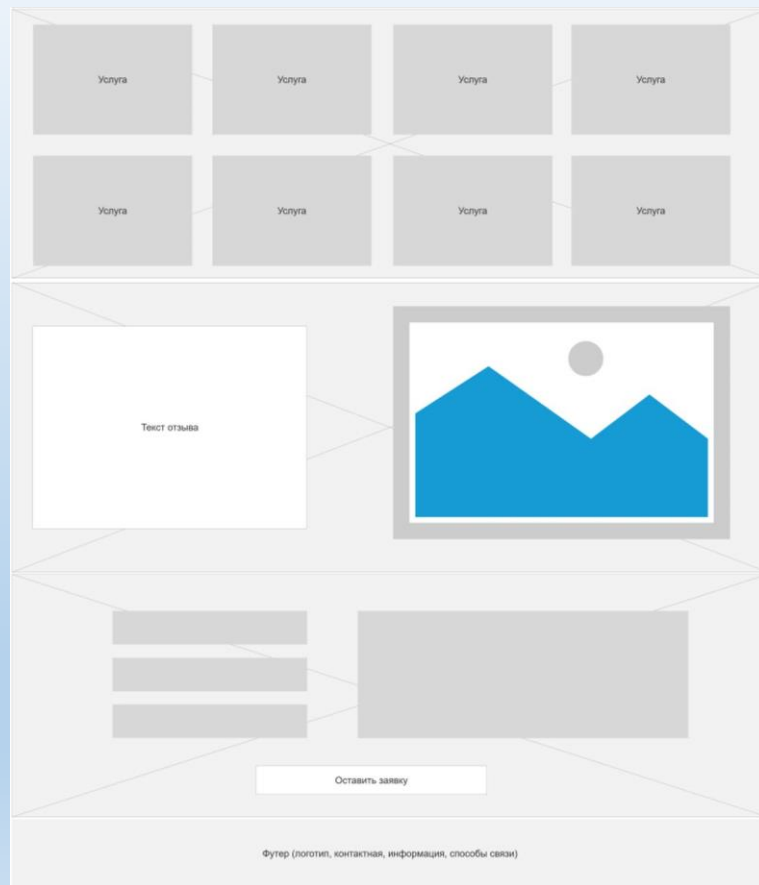 Услуга
Услуга
Услуга
Услуга
Услуга
Услуга
Услуга
Услуга
Текст отзыва
Оставить заявку
Футер (логотип, контактная, информация, способы связи)